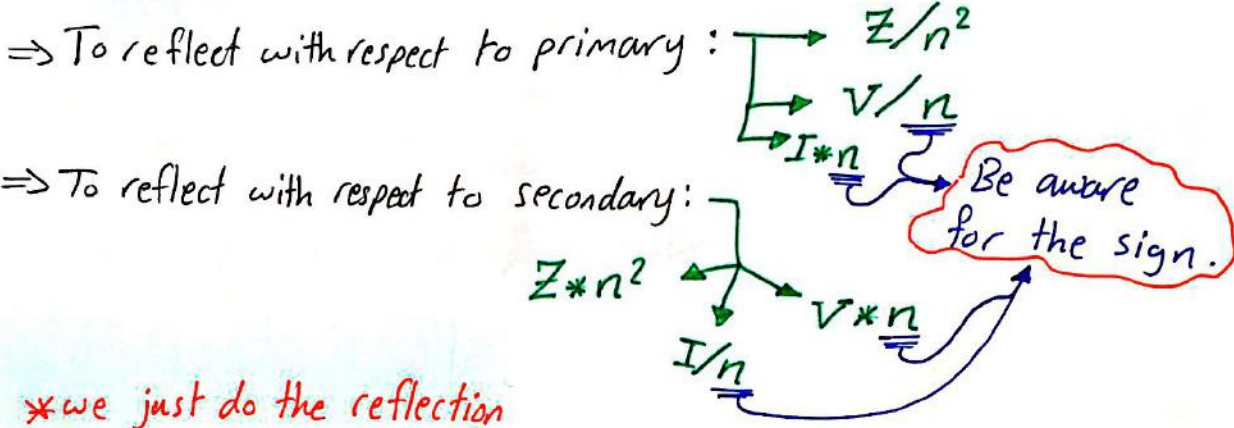 ⇒ To reflect with respect to primary :
Z/n²
V/n
I*n
Be aware
for the sign.
⇒ To reflect with respect to secondary:
Z*n²
V*n
I/n
*we just do the reflection